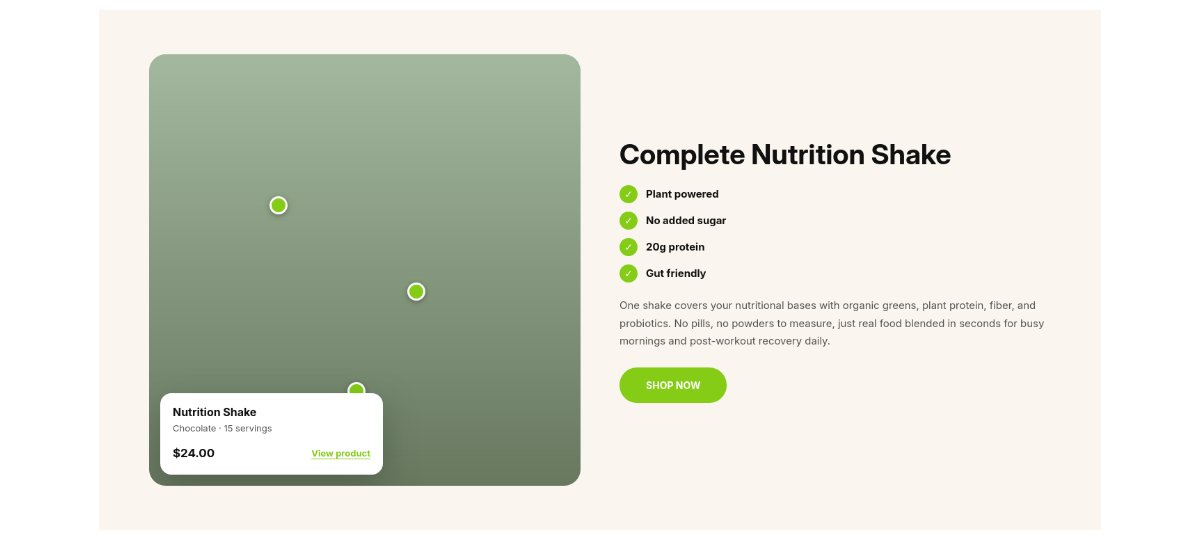 Complete Nutrition Shake
✓ Plant powered
✓ No added sugar
✓ 20g protein
✓ Gut friendly
One shake covers your nutritional bases with organic greens, plant protein, fiber, and
probiotics. No pills, no powders to measure, just real food blended in seconds for busy
mornings and post-workout recovery daily.
SHOP NOW
Nutrition Shake
Chocolate · 15 servings
$24.00 View product